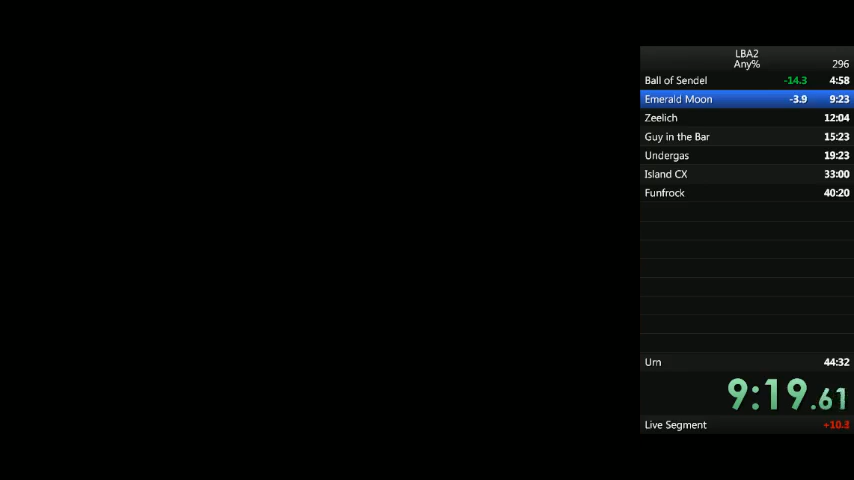 LBA2
Any% 296
Ball of Sendel -14.3 4:58
Emerald Moon -3.9 9:23
Zeelich 12:04
Guy in the Bar 15:23
Undergas 19:23
Island CX 33:00
Funfrock 40:20
Urn 44:32
9:19.61
Live Segment +10.3